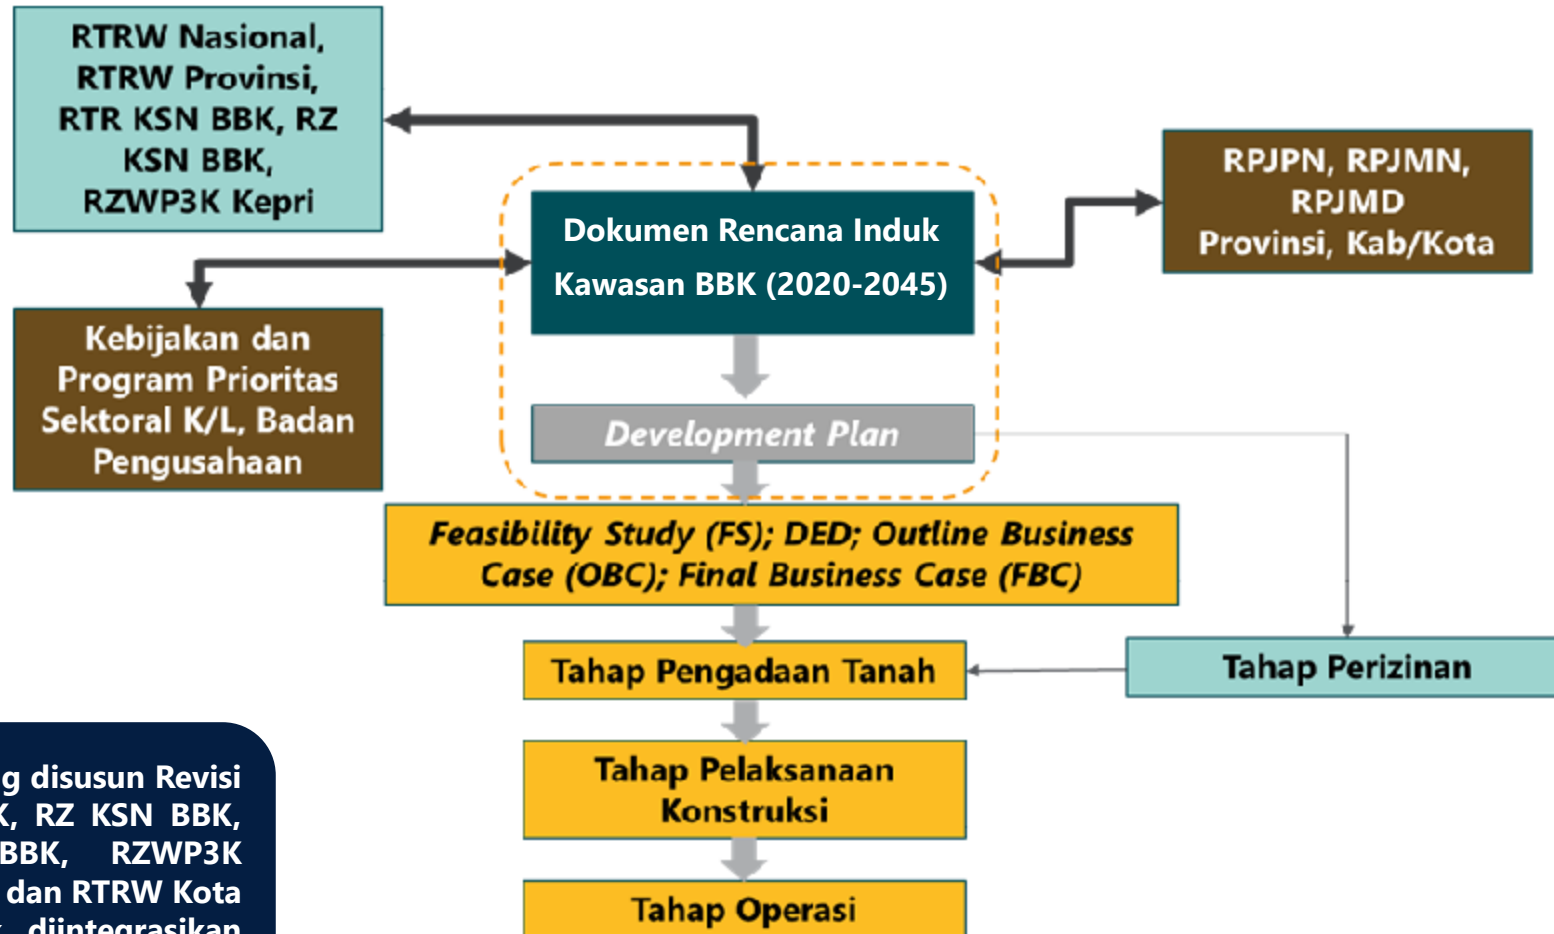 RTRW Nasional,
RTRW Provinsi,
RTR KSN BBK, RZ
KSN BBK,
RZWP3K Kepri
RPJPN, RPJMN,
RPJMD
Provinsi, Kab/Kota
Dokumen Rencana Induk
Kawasan BBK (2020-2045)
Kebijakan dan
Program Prioritas
Sektoral K/L, Badan
Pengusahaan
Development Plan
Feasibility Study (FS); DED; Outline Business
Case (OBC); Final Business Case (FBC)
Tahap Pengadaan Tanah
Tahap Perizinan
Tahap Pelaksanaan
Konstruksi
Tahap Operasi
disusun Revisi
RZ KSN BBK,
BBK, RZWP3K
dan RTRW Kota
diintegrasikan